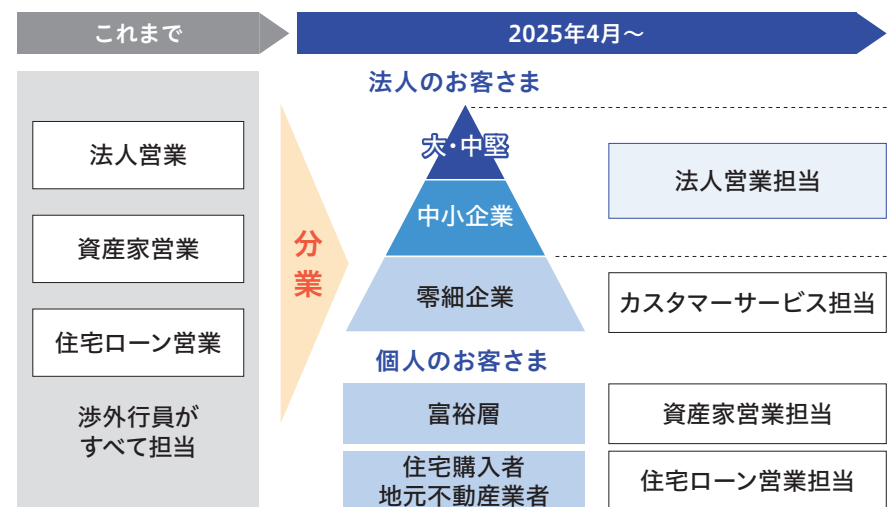 これまで
2025年4月～
法人営業
資産家営業
住宅ローン営業
渉外行員が
すべて担当
分
業
法人のお客さま
大・中堅
中小企業
法人営業担当
零細企業
カスタマーサービス担当
個人のお客さま
富裕層
資産家営業担当
住宅購入者
地元不動産業者
住宅ローン営業担当